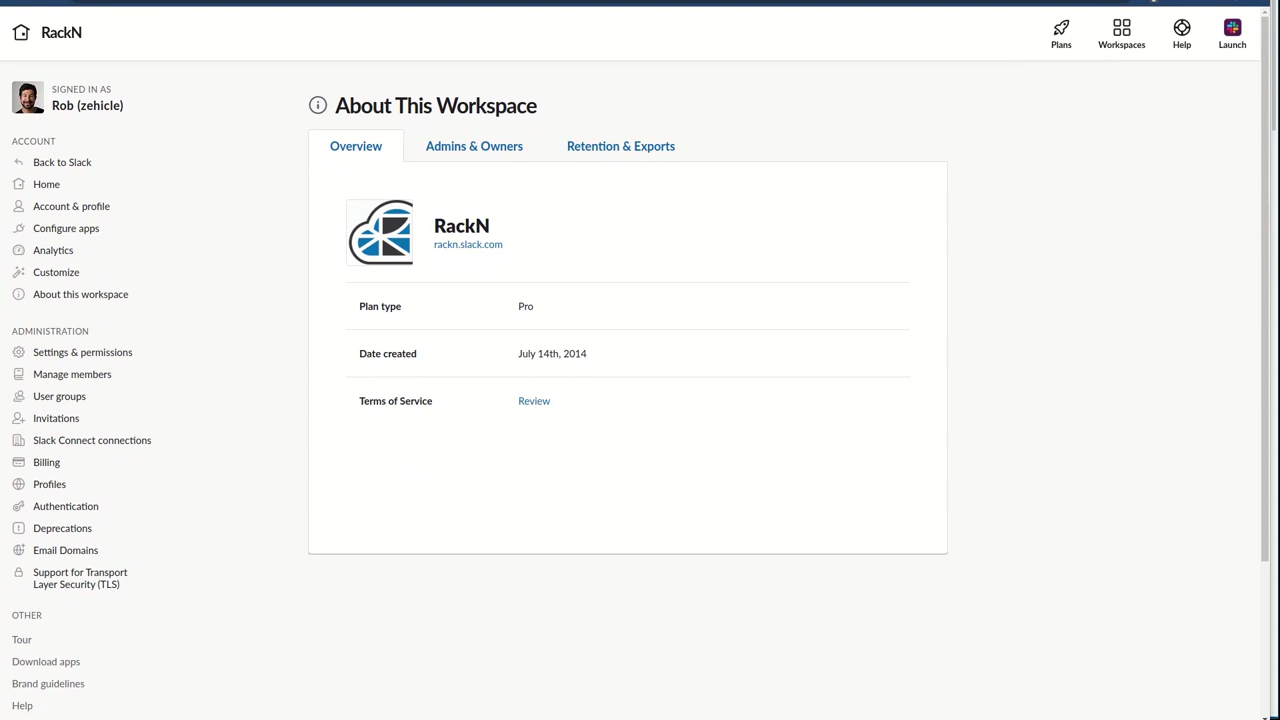 RackN
Plans
Workspaces
Help
Launch
SIGNED IN AS
Rob (zehicle)
ACCOUNT
Back to Slack
Home
Account & profile
Configure apps
Analytics
Customize
About this workspace
ADMINISTRATION
Settings & permissions
Manage members
User groups
Invitations
Slack Connect connections
Billing
Profiles
Authentication
Deprecations
Email Domains
Support for Transport
Layer Security (TLS)
OTHER
Tour
Download apps
Brand guidelines
Help
About This Workspace
Overview
Admins & Owners
Retention & Exports
RackN
rackn.slack.com
Plan type
Pro
Date created
July 14th, 2014
Terms of Service
Review